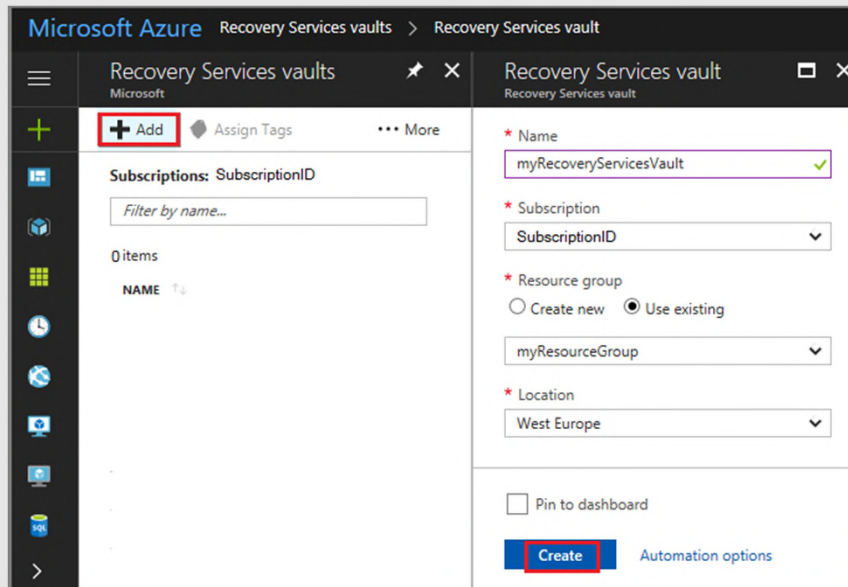 Microsoft Azure Recovery Services vaults > Recovery Services vault
Recovery Services vaults
Microsoft
Add Assign Tags ••• More
Subscriptions: SubscriptionID
Filter by name...
0 items
NAME
Recovery Services vault
Recovery Services vault
* Name
myRecoveryServicesVault
* Subscription
SubscriptionID
* Resource group
Create new Use existing
myResourceGroup
* Location
West Europe
Pin to dashboard
Create Automation options
SQL